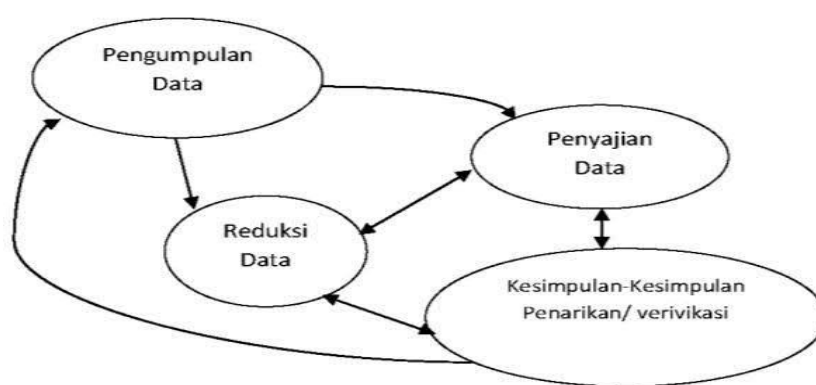 Pengumpulan
Data
Penyajian
Data
Reduksi
Data
Kesimpulan-Kesimpulan
Penarikan/ verivikasi